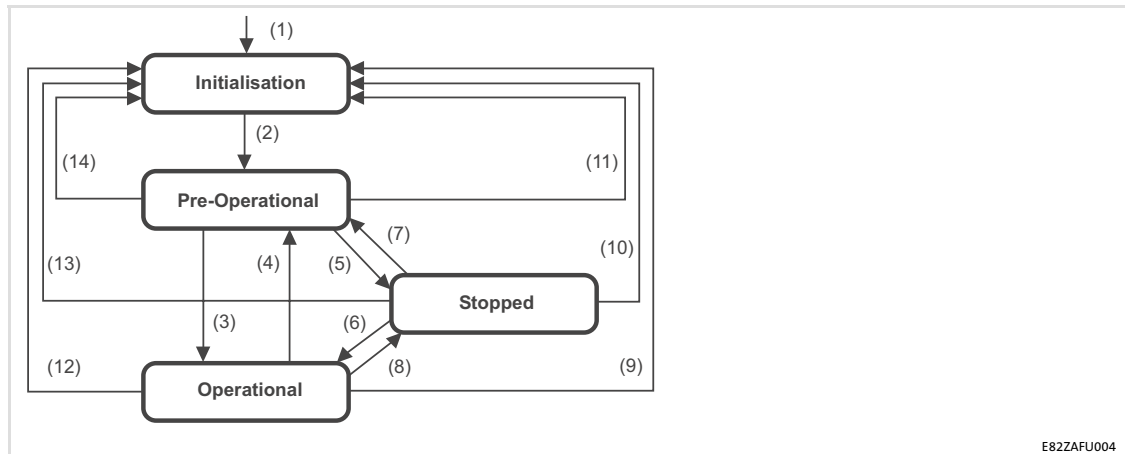 (1)
Initialisation
(2)
(14)
(11)
Pre-Operational
(7)
(10)
(13)
(4)
(5)
Stopped
(3)
(6)
(12)
(8)
(9)
Operational
E82ZAFU004